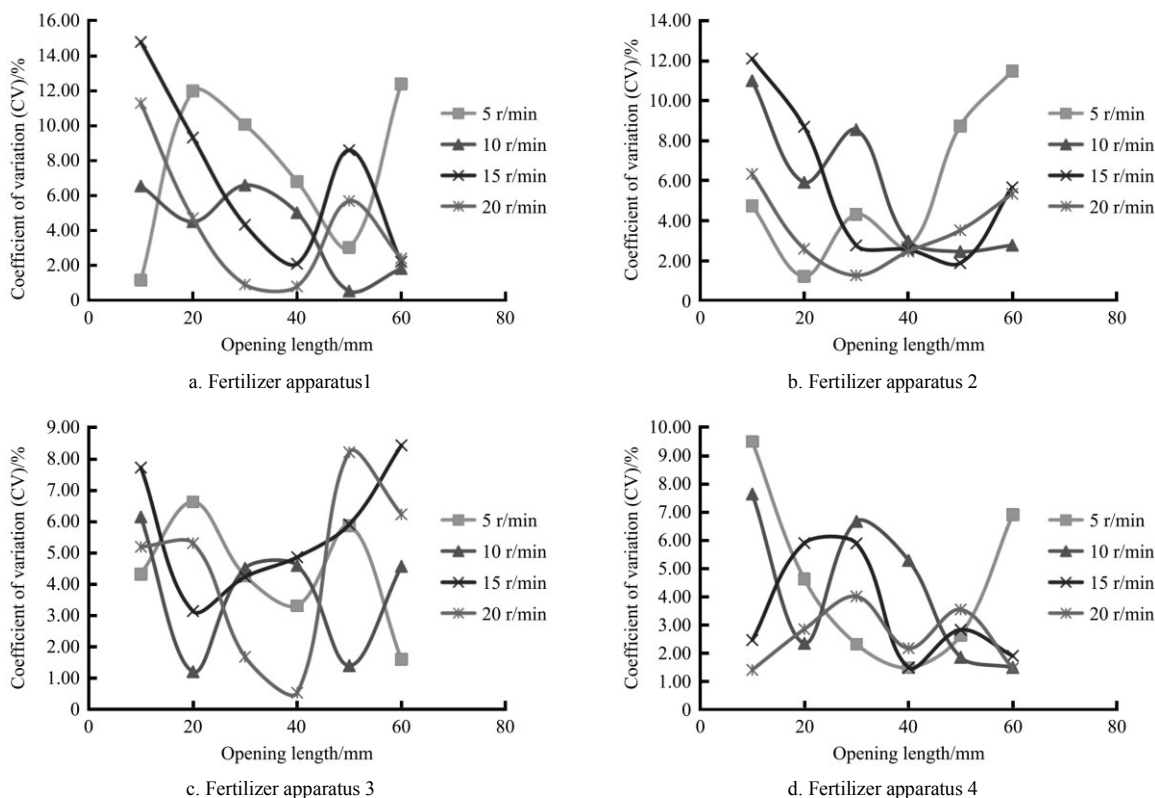 Coefficient of variation (CV)/%
16.00
14.00
12.00
10.00
8.00
6.00
4.00
2.00
0
0 20 40 60 80
Opening length/mm
5 r/min
10 r/min
15 r/min
20 r/min
a. Fertilizer apparatus1
Coefficient of variation (CV)/%
14.00
12.00
10.00
8.00
6.00
4.00
2.00
0
0 20 40 60 80
Opening length/mm
5 r/min
10 r/min
15 r/min
20 r/min
b. Fertilizer apparatus 2
Coefficient of variation (CV)/%
9.00
8.00
7.00
6.00
5.00
4.00
3.00
2.00
1.00
0.00
0 20 40 60 80
Opening length/mm
5 r/min
10 r/min
15 r/min
20 r/min
c. Fertilizer apparatus 3
Coefficient of variation (CV)/%
10.00
9.00
8.00
7.00
6.00
5.00
4.00
3.00
2.00
1.00
0.00
0 20 40 60 80
Opening length/mm
5 r/min
10 r/min
15 r/min
20 r/min
d. Fertilizer apparatus 4